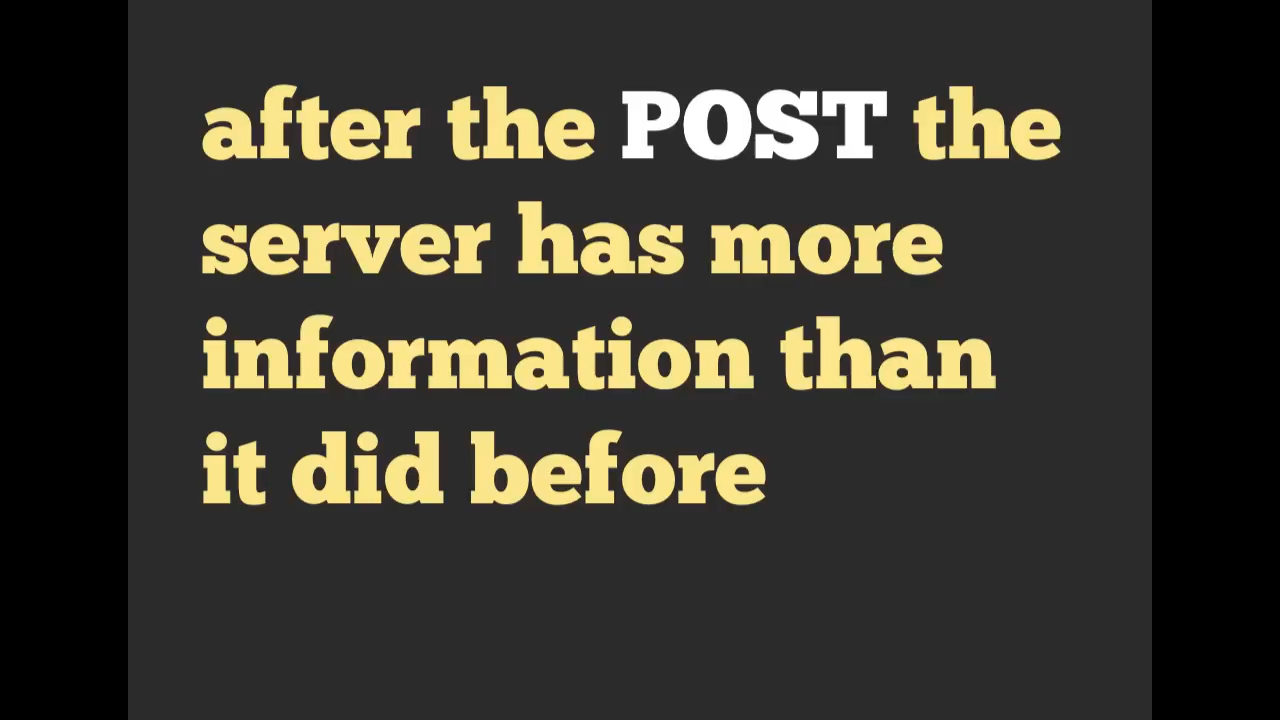 after the POST the
server has more
information than
it did before